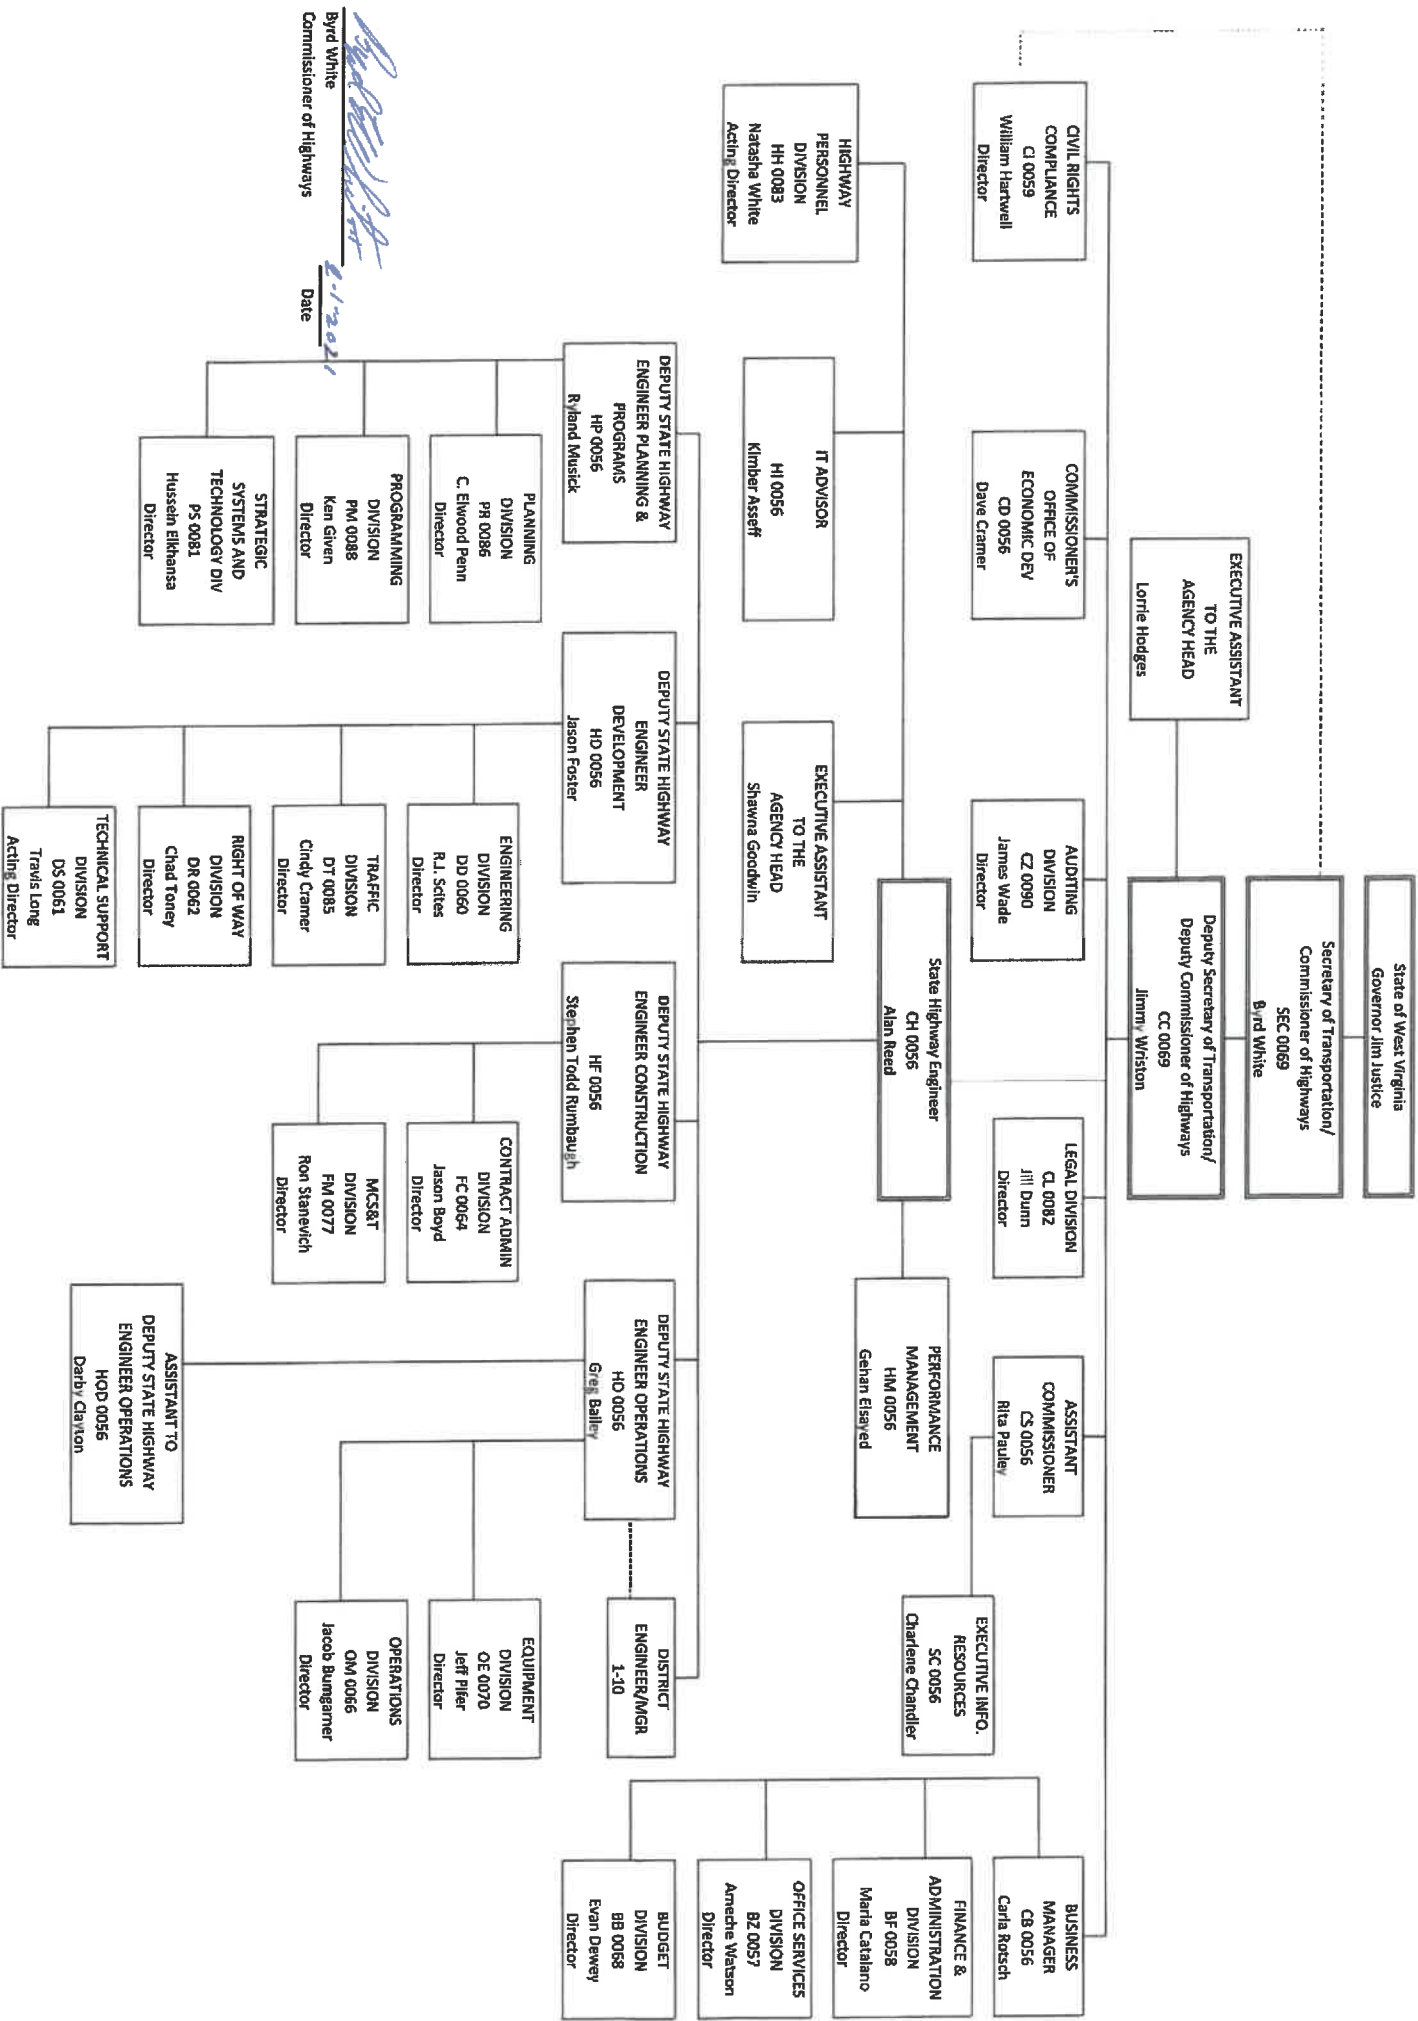 State of West Virginia
Governor Jim Justice
Secretary of Transportation/
Commissioner of Highways
SEC 0069
Byrd White
Deputy Secretary of Transportation/
Deputy Commissioner of Highways
CC 0069
Jimmy Wriston
EXECUTIVE ASSISTANT
TO THE
AGENCY HEAD
Lorrie Hodges
CIVIL RIGHTS
COMPLIANCE
CI 0059
William Hartwell
Director
COMMISSIONER'S
OFFICE OF
ECONOMIC DEV
CD 0056
Dave Cramer
AUDITING
DIVISION
CZ 0090
James Wade
Director
LEGAL DIVISION
CL 0082
Jill Dunn
Director
ASSISTANT
COMMISSIONER
CS 0056
Rita Pauley
EXECUTIVE INFO.
RESOURCES
SC 0056
Charlene Chandler
BUSINESS
MANAGER
CB 0056
Carla Rotsch
FINANCE &
ADMINISTRATION
DIVISION
BF 0058
Maria Catalano
Director
OFFICE SERVICES
DIVISION
BZ 0057
Ameche Watson
Director
BUDGET
DIVISION
BB 0068
Evan Dewey
Director
State Highway Engineer
CH 0056
Alan Reed
HIGHWAY
PERSONNEL
DIVISION
HH 0083
Natasha White
Acting Director
IT ADVISOR
HI 0056
Kimber Asseff
EXECUTIVE ASSISTANT
TO THE
AGENCY HEAD
Shawna Goodwin
PERFORMANCE
MANAGEMENT
HM 0056
Gehan Elsayed
DEPUTY STATE HIGHWAY
ENGINEER PLANNING &
PROGRAMS
HP 0056
Ryland Musick
PLANNING
DIVISION
PB 0086
C. Elwood Penn
Director
PROGRAMMING
DIVISION
PM 0088
Ken Given
Director
STRATEGIC
SYSTEMS AND
TECHNOLOGY DIV
PS 0081
Hussein Elkhansa
Director
DEPUTY STATE HIGHWAY
ENGINEER
DEVELOPMENT
HD 0056
Jason Foster
ENGINEERING
DIVISION
DD 0060
R.J. Scites
Director
TRAFFIC
DIVISION
DT 0085
Cindy Cramer
Director
RIGHT OF WAY
DIVISION
DR 0062
Chad Toney
Director
TECHNICAL SUPPORT
DIVISION
DS 0061
Travis Long
Acting Director
DEPUTY STATE HIGHWAY
ENGINEER CONSTRUCTION
HF 0056
Stephen Todd Rumbaugh
CONTRACT ADMIN
DIVISION
FC 0064
Jason Boyd
Director
MCS&T
DIVISION
FM 0077
Ron Stanevich
Director
DEPUTY STATE HIGHWAY
ENGINEER OPERATIONS
HO 0056
Greg Bailey
DISTRICT
ENGINEER/MGR
1-10
EQUIPMENT
DIVISION
OE 0070
Jeff Pifer
Director
OPERATIONS
DIVISION
OM 0066
Jacob Bumgarner
Director
ASSISTANT TO
DEPUTY STATE HIGHWAY
ENGINEER OPERATIONS
HOD 0056
Darby Clayton
Byrd White
Commissioner of Highways
Date